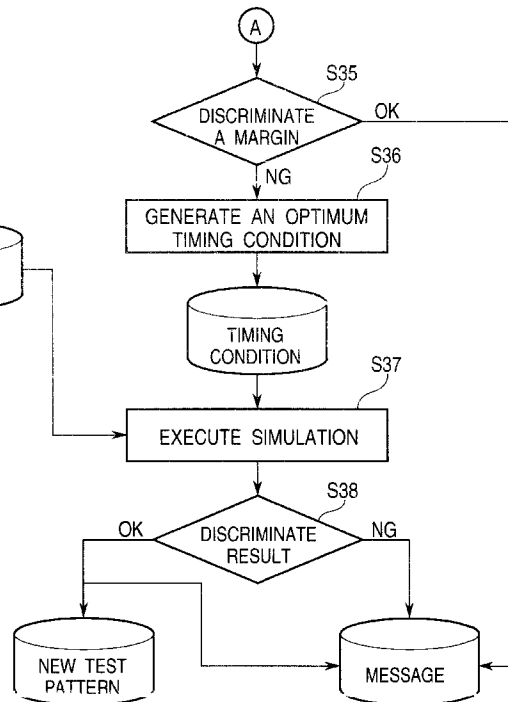 A
S35
DISCRIMINATE
A MARGIN
OK
NG
S36
GENERATE AN OPTIMUM
TIMING CONDITION
TIMING
CONDITION
S37
EXECUTE SIMULATION
S38
OK
DISCRIMINATE
RESULT
NG
NEW TEST
PATTERN
MESSAGE